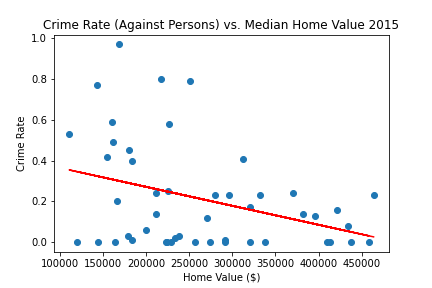 Crime Rate (Against Persons) vs. Median Home Value 2015
1.0
0.8
0.6
0.4
0.2
0.0
Crime Rate
100000 150000 200000 250000 300000 350000 400000 450000
Home Value ($)